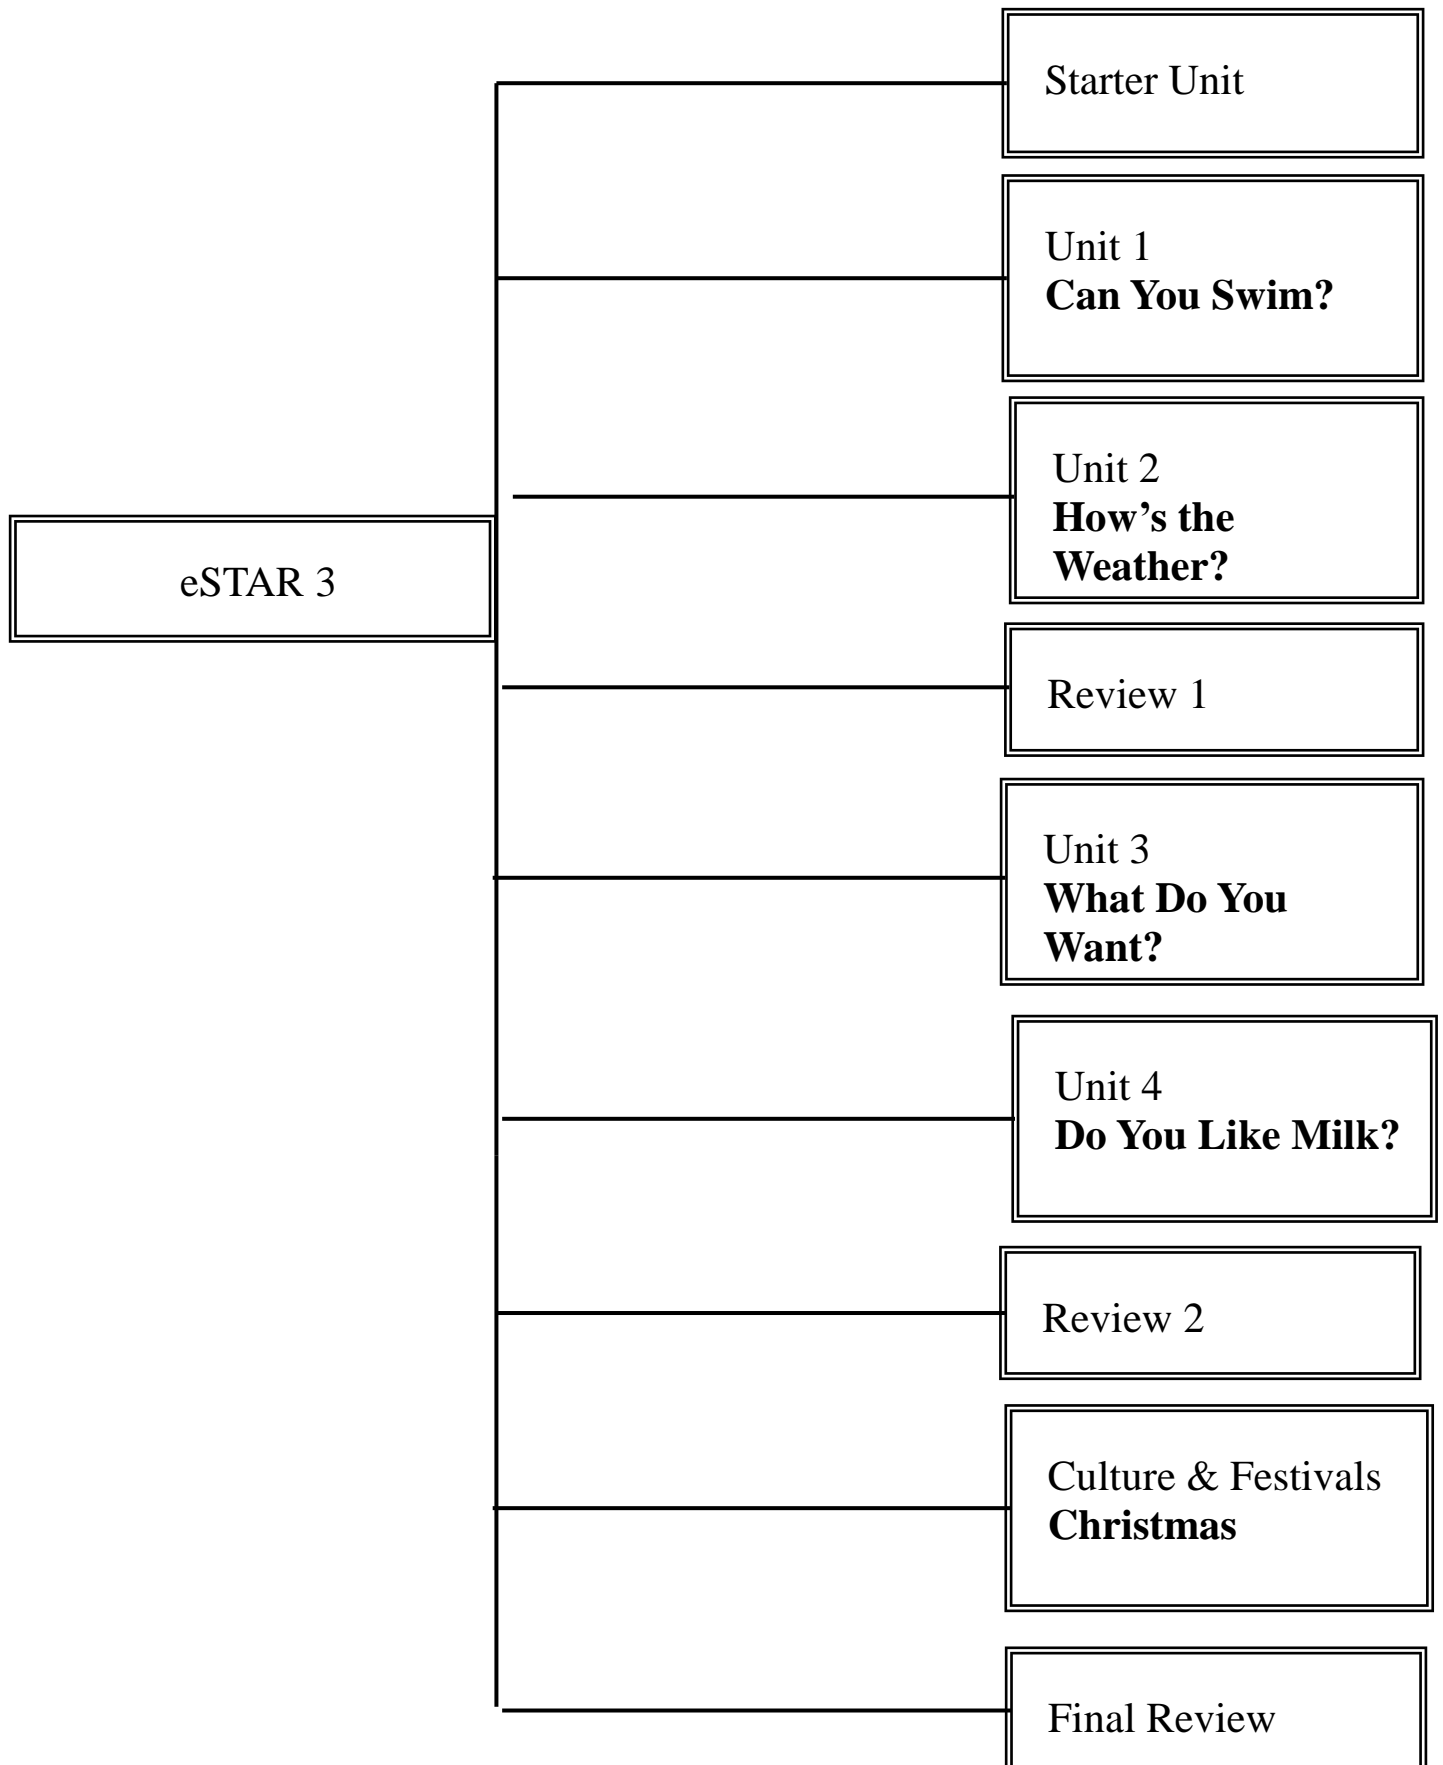 Starter Unit
Unit 1
Can You Swim?
Unit 2
How’s the
Weather?
eSTAR 3
Review 1
Unit 3
What Do You
Want?
Unit 4
Do You Like Milk?
Review 2
Culture & Festivals
Christmas
Final Review